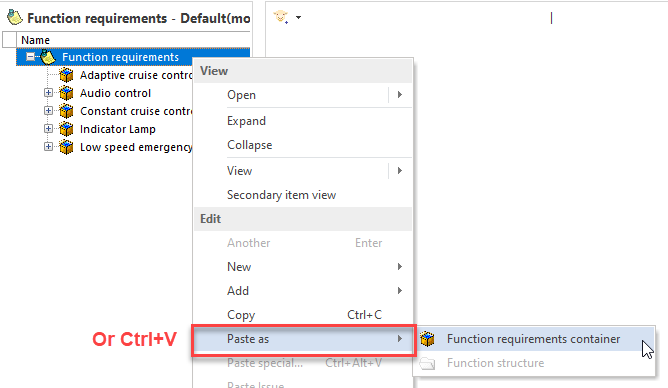 Function requirements - Default(mo
Name
Function requirements
Adaptive cruise contro
Audio control
Constant cruise contro
Indicator Lamp
Low speed emergency
View
Open
Expand
Collapse
View
Secondary item view
Edit
Another Enter
New
Add
Copy Ctrl+C
Or Ctrl+V
Paste as
Function requirements container
Paste special... Ctrl+Alt+V
Function structure
Paste Issue